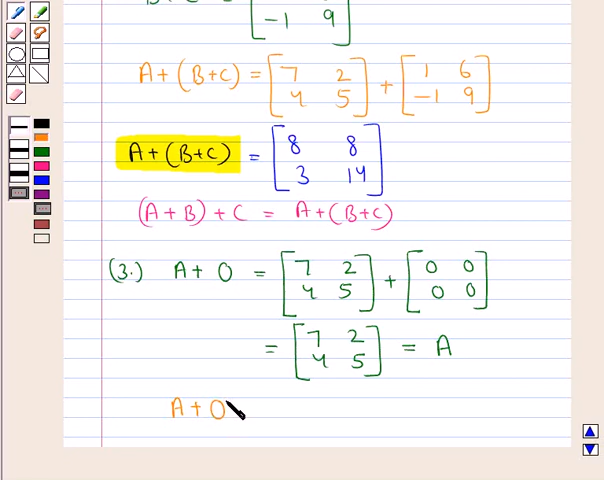 -1 9
A+(B+C) = [7 2 4 5] + [1 6 -1 9]
A+(B+C) = [8 8 3 14]
(A+B)+C = A+(B+C)
(3.) A+O = [7 2 4 5] + [0 0 0 0]
= [7 2 4 5] = A
A+O